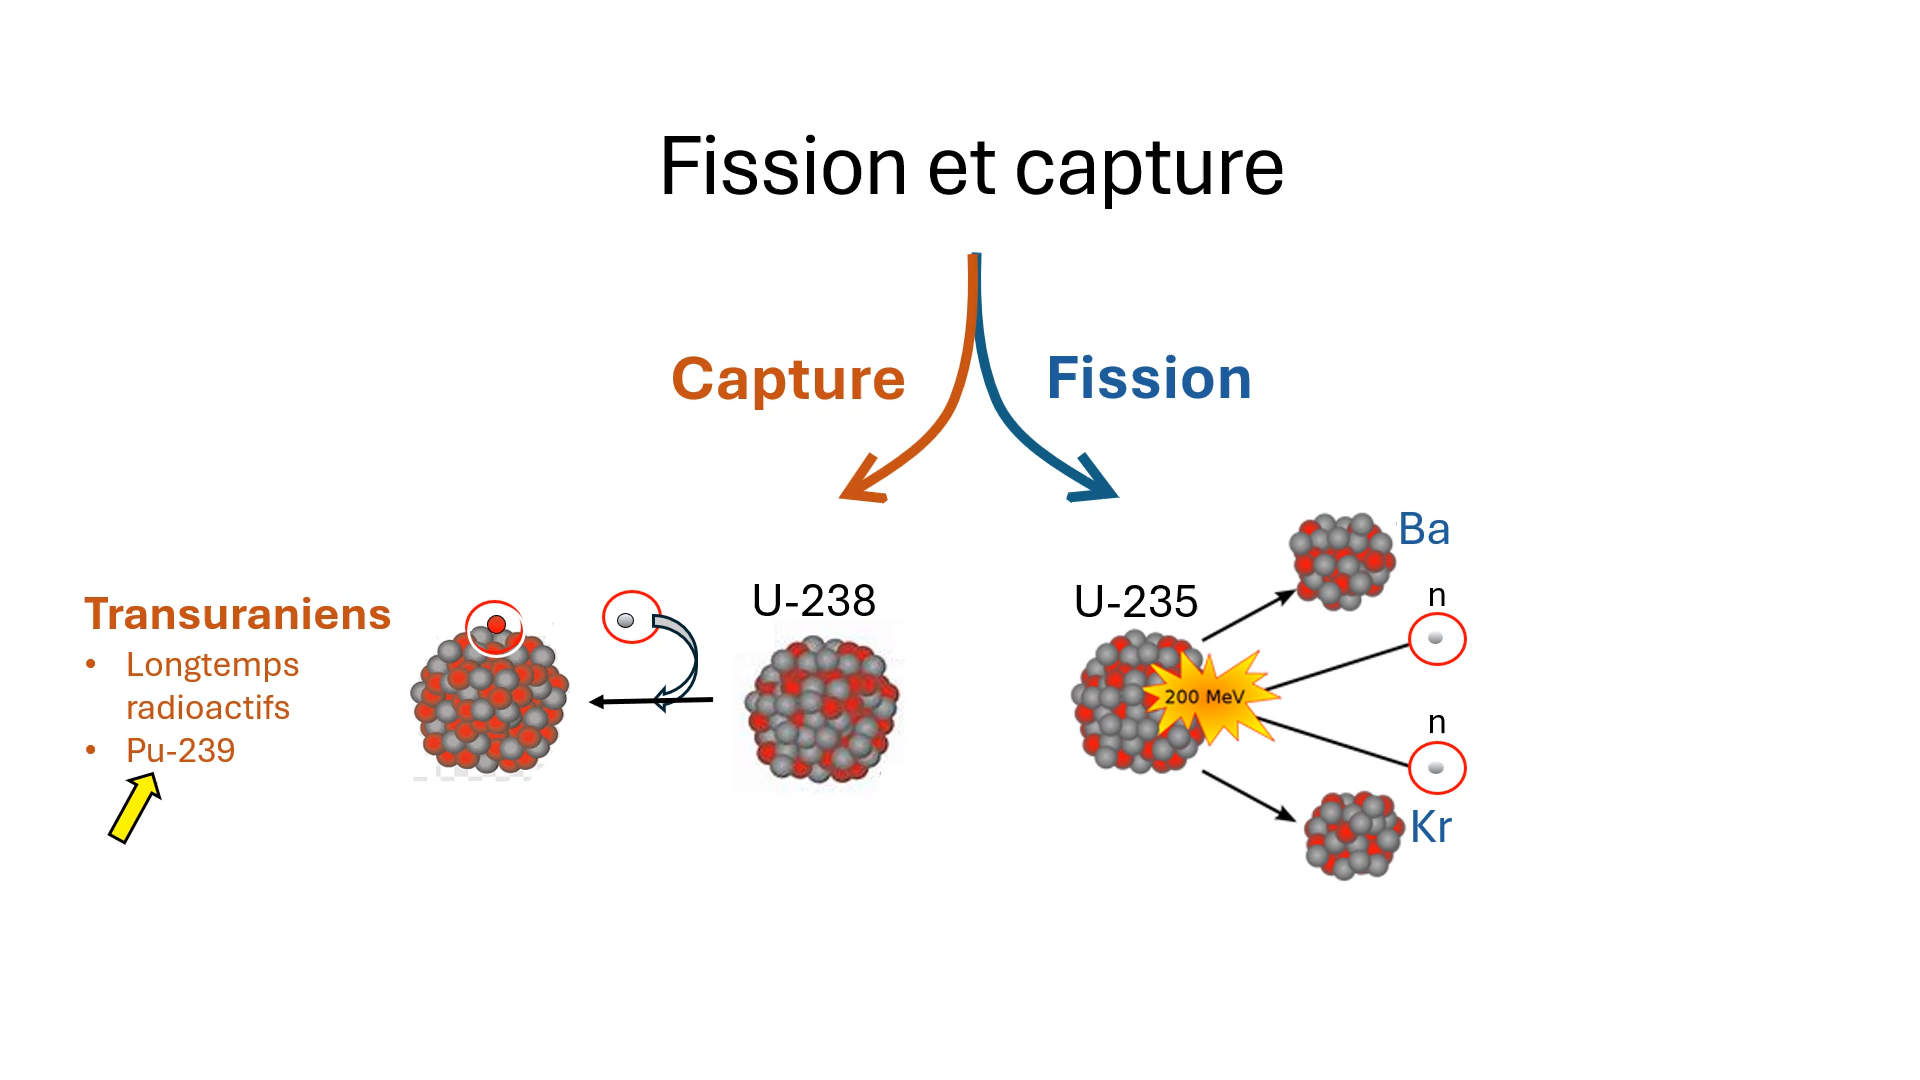 Fission et capture
Capture
Fission
Transuraniens
• Longtemps
radioactifs
• Pu-239
U-238
U-235
200 MeV
Ba
n
n
Kr